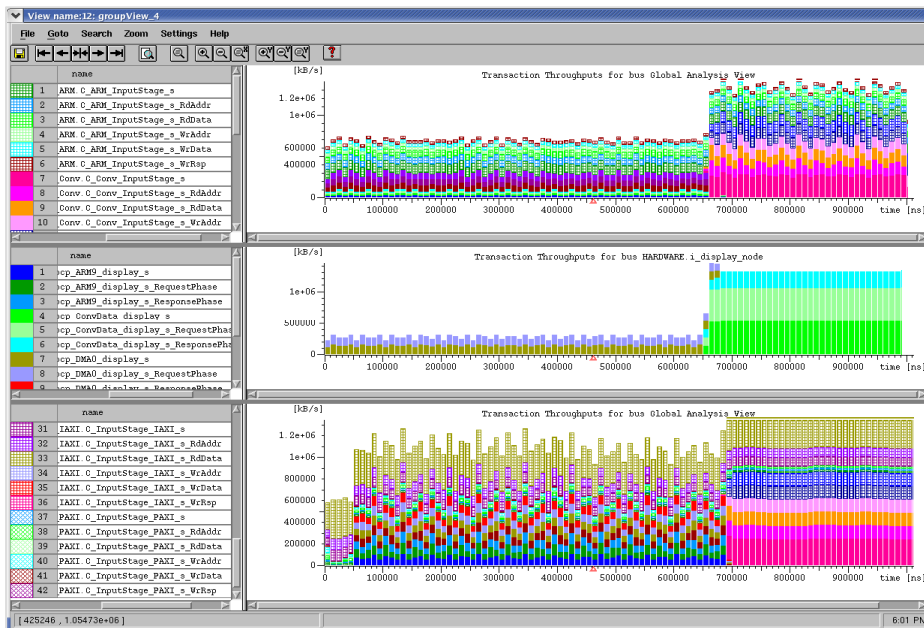 View name:12: groupView_4
File Goto Search Zoom Settings Help
name
1 ARM.C_ARM_InputStage_s
2 ARM.C_ARM_InputStage_s_RdAddr
3 ARM.C_ARM_InputStage_s_RdData
4 ARM.C_ARM_InputStage_s_WrAddr
5 ARM.C_ARM_InputStage_s_WrData
6 ARM.C_ARM_InputStage_s_WrRsp
7 Conv.C_Conv_InputStage_s
8 Conv.C_Conv_InputStage_s_RdAddr
9 Conv.C_Conv_InputStage_s_RdData
10 Conv.C_Conv_InputStage_s_WrAddr
[kB/s]
Transaction Throughputs for bus Global Analysis View
1.2e+06
1e+06
600000
400000
0
0 100000 200000 300000 400000 500000 600000 700000 800000 900000 time [ns]
name
1 ocp_ARM9_display_s
2 ocp_ARM9_display_s_RequestPhase
3 ocp_ARM9_display_s_ResponsePhase
4 ocp_ConvData_display_s
5 ocp_ConvData_display_s_RequestPhas
6 ocp_ConvData_display_s_ResponsePha
7 ocp_DMA0_display_s
8 ocp_DMA0_display_s_RequestPhase
9 ocp_DMA0_display_s_ResponsePhase
[kB/s]
Transaction Throughputs for bus HARDWARE.i_display_node
1e+06
500000
0
0 100000 200000 300000 400000 500000 600000 700000 800000 900000 time [ns]
name
31 IAXI.C_InputStage_IAXI_s
32 IAXI.C_InputStage_IAXI_s_RdAddr
33 IAXI.C_InputStage_IAXI_s_RdData
34 IAXI.C_InputStage_IAXI_s_WrAddr
35 IAXI.C_InputStage_IAXI_s_WrData
36 IAXI.C_InputStage_IAXI_s_WrRsp
37 PAXI.C_InputStage_PAXI_s
38 PAXI.C_InputStage_PAXI_s_RdAddr
39 PAXI.C_InputStage_PAXI_s_RdData
40 PAXI.C_InputStage_PAXI_s_WrAddr
41 PAXI.C_InputStage_PAXI_s_WrData
42 PAXI.C_InputStage_PAXI_s_WrRsp
[kB/s]
Transaction Throughputs for bus Global Analysis View
1.2e+06
1e+06
800000
600000
400000
200000
0
0 100000 200000 300000 400000 500000 600000 700000 800000 900000 time [ns]
[ 425246 , 1.05473e+06 ]
6:01 PM